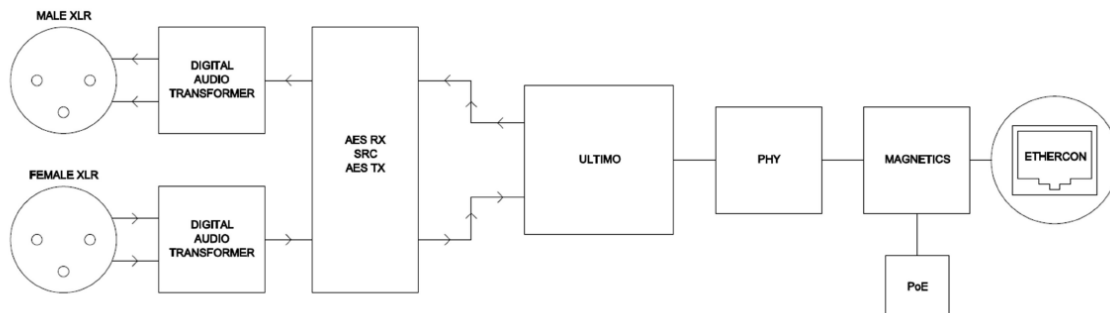 MALE XLR
DIGITAL
AUDIO
TRANSFORMER
FEMALE XLR
DIGITAL
AUDIO
TRANSFORMER
AES RX
SRC
AES TX
ULTIMO
PHY
MAGNETICS
ETHERCON
PoE